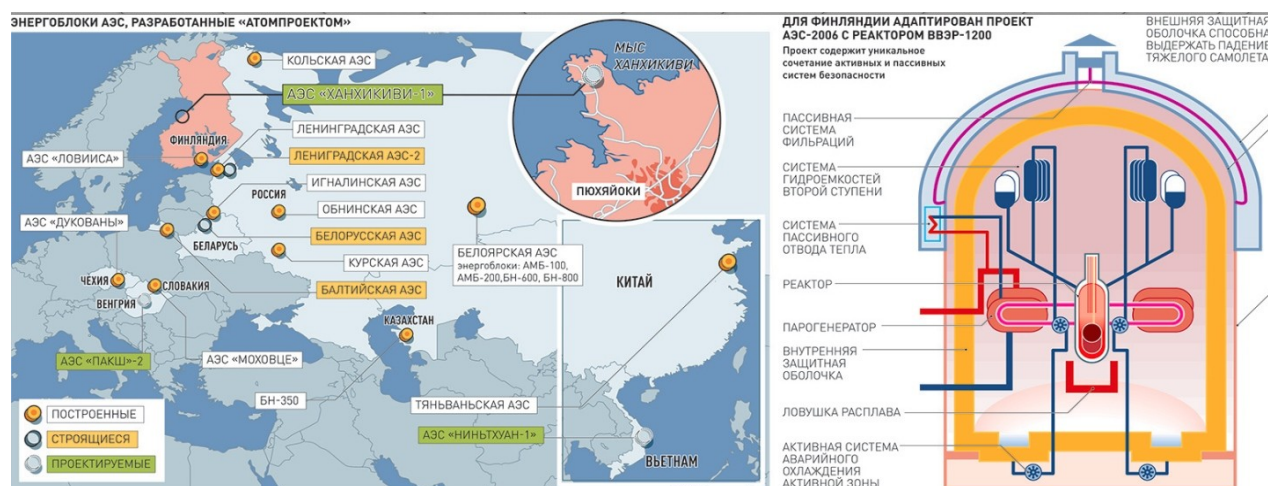 ЭНЕРГОБЛОКИ АЭС, РАЗРАБОТАННЫЕ «АТОМПРОЕКТОМ»
КОЛЬСКАЯ АЭС
АЭС «ХАНХИКИВИ-1»
МЫС
ХАНХИКИВИ
ПЮХЯЙОКИ
ФИНЛЯНДИЯ
ЛЕНИНГРАДСКАЯ АЭС
АЭС «ЛОВИИСА»
ЛЕНИГРАДСКАЯ АЭС-2
ИГНАЛИНСКАЯ АЭС
РОССИЯ
ОБНИНСКАЯ АЭС
АЭС «ДУКОВАНЫ»
БЕЛОРУССКАЯ АЭС
БЕЛАРУСЬ
КУРСКАЯ АЭС
БЕЛОЯРСКАЯ АЭС
энергоблоки: АМБ-100,
АМБ-200, БН-600, БН-800
ЧЕХИЯ
СЛОВАКИЯ
БАЛТИЙСКАЯ АЭС
ВЕНГРИЯ
КАЗАХСТАН
КИТАЙ
АЭС «ПАКШ»-2
АЭС «МОХОВЦЕ»
БН-350
ТЯНЬВАНЬСКАЯ АЭС
АЭС «НИНЬТХУАН-1»
ВЬЕТНАМ
ПОСТРОЕННЫЕ
СТРОЯЩИЕСЯ
ПРОЕКТИРУЕМЫЕ
ДЛЯ ФИНЛЯНДИИ АДАПТИРОВАН ПРОЕКТ
АЭС-2006 С РЕАКТОРОМ ВВЭР-1200
Проект содержит уникальное
сочетание активных и пассивных
систем безопасности
ВНЕШНЯЯ ЗАЩИТНАЯ
ОБОЛОЧКА СПОСОБНА
ВЫДЕРЖАТЬ ПАДЕНИЕ
ТЯЖЕЛОГО САМОЛЕТА
ПАССИВНАЯ
СИСТЕМА
ФИЛЬРАЦИЙ
СИСТЕМА
ГИДРОЕМКОСТЕЙ
ВТОРОЙ СТУПЕНИ
СИСТЕМА
ПАССИВНОГО
ОТВОДА ТЕПЛА
РЕАКТОР
ПАРОГЕНЕРАТОР
ВНУТРЕННЯЯ
ЗАЩИТНАЯ
ОБОЛОЧКА
ЛОВУШКА РАСПЛАВА
АКТИВНАЯ СИСТЕМА
АВАРИЙНОГО
ОХЛАЖДЕНИЯ
АКТИВНОЙ ЗОНЫ